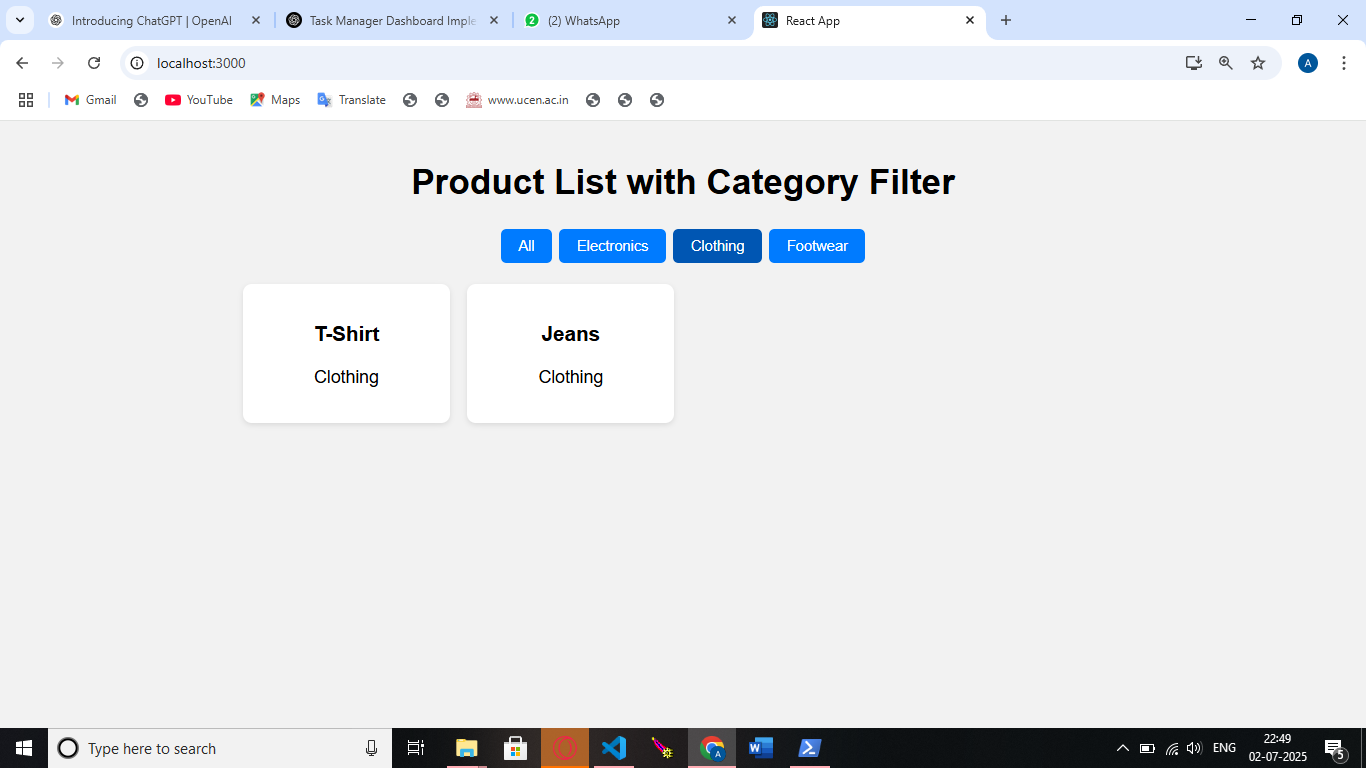 Introducing ChatGPT | OpenAI
Task Manager Dashboard Imple
2
(2) WhatsApp
React App
localhost:3000
A
Gmail
YouTube
Maps
Translate
www.ucen.ac.in
Product List with Category Filter
All
Electronics
Clothing
Footwear
T-Shirt
Jeans
Clothing
Clothing
Type here to search
A
ENG
22:49
02-07-2025
5